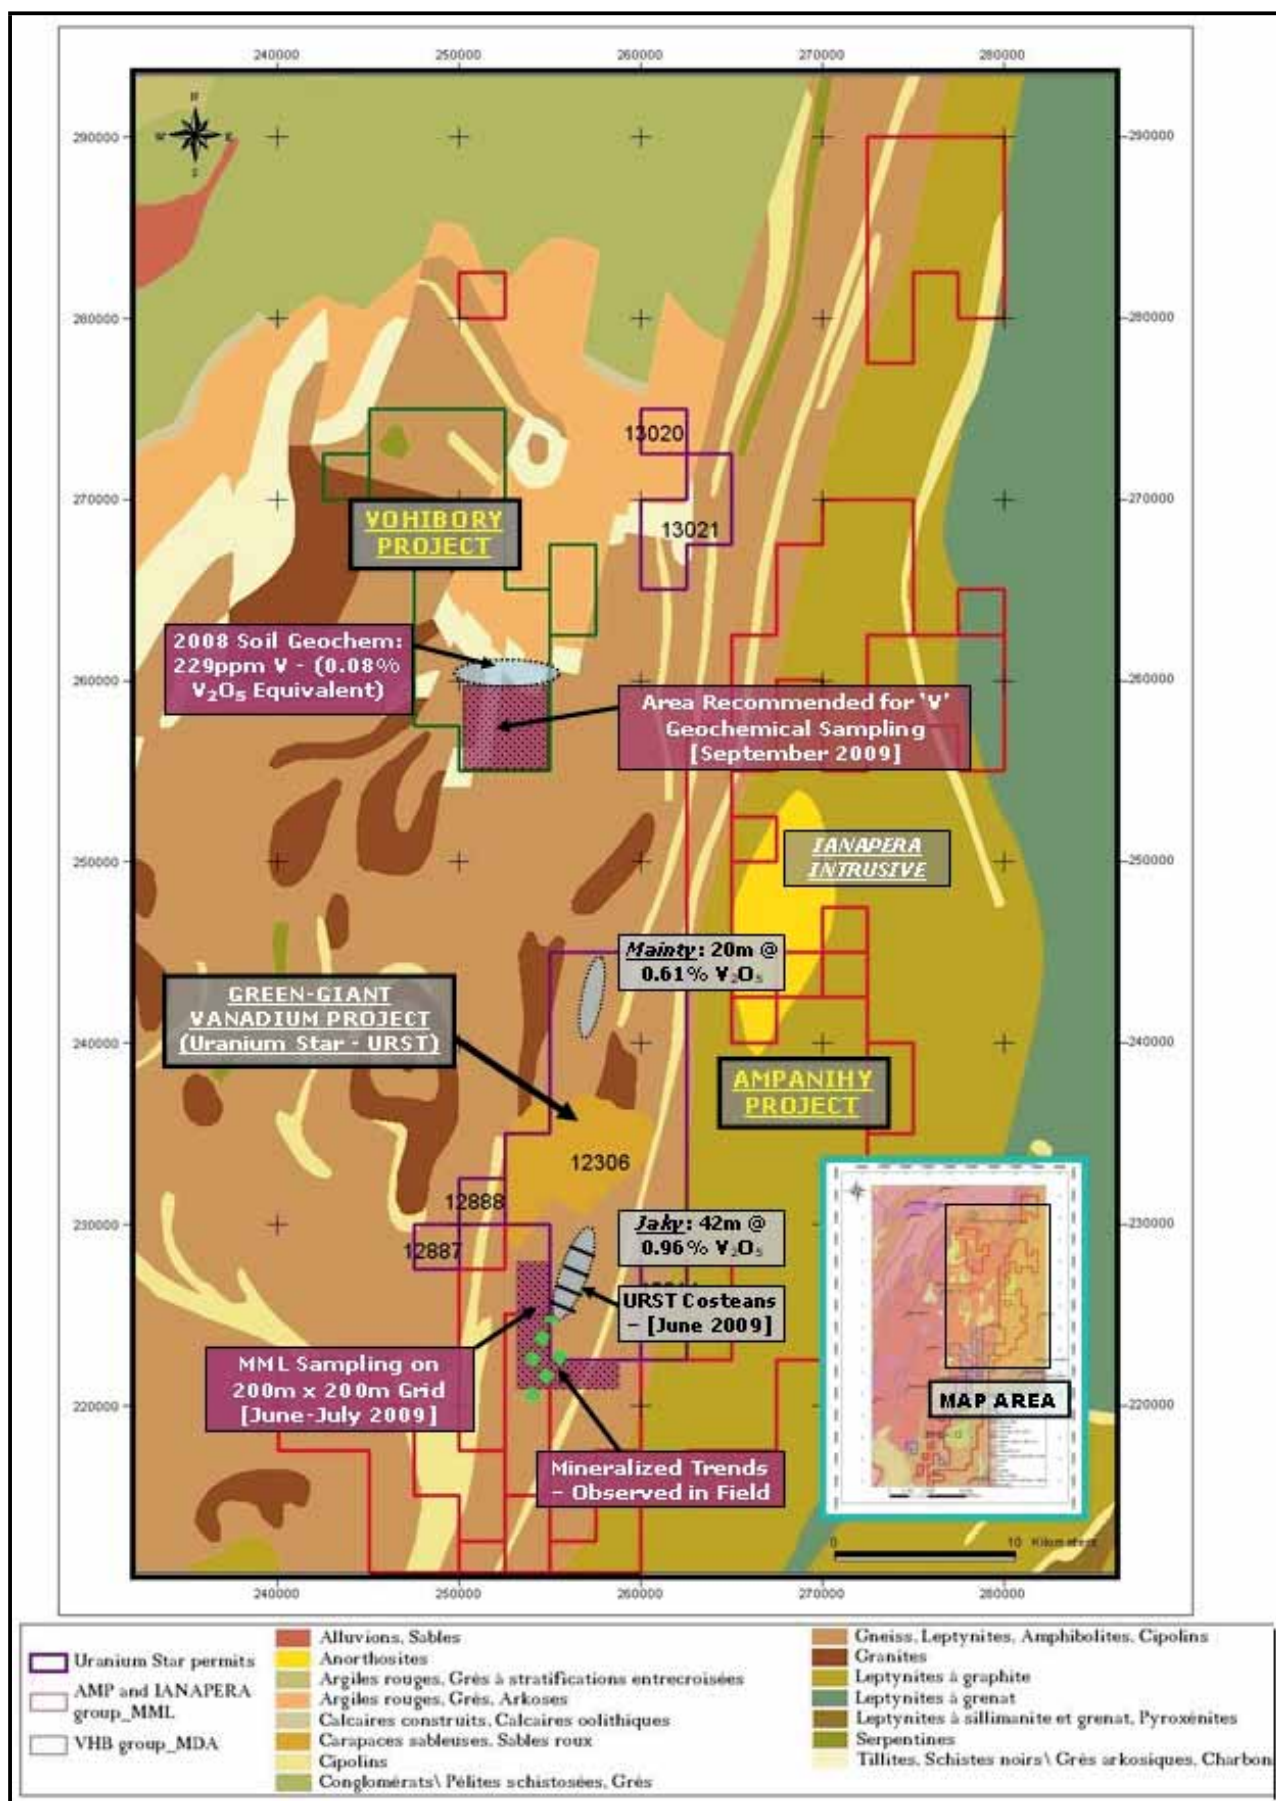 240000 250000 260000 270000 280000
N
W E
S
290000 290000
280000 280000
13020
270000 270000
13021
VOHIBORY
PROJECT
2008 Soil Geochem:
229ppm V - (0.08%
V₂O₅ Equivalent)
260000 260000
Area Recommended for 'V'
Geochemical Sampling
[September 2009]
250000 250000
IANAPERA
INTRUSIVE
Mainty: 20m @
0.61% V₂O₅
GREEN-GIANT
VANADIUM PROJECT
(Uranium Star - URST)
240000 240000
AMPANIHY
PROJECT
12306
12888
230000 230000
12887
Jaky: 42m @
0.96% V₂O₅
URST Costeans
- [June 2009]
MML Sampling on
200m x 200m Grid
[June-July 2009]
220000 220000
MAP AREA
Mineralized Trends
- Observed in Field
0 10
240000 250000 260000 270000 280000
Uranium Star permits
AMP and IANAPERA
group_MML
VHB group_MDA
Alluvions, Sables
Anorthosites
Argiles rouges, Grès à stratifications entrecroisées
Argiles rouges, Grès, Arkoses
Calcaires construits, Calcaires oolithiques
Carapaces sableuses, Sables roux
Cipolins
Conglomérats\ Pélites schistosées, Grès
Gneiss, Leptynites, Amphibolites, Cipolins
Granites
Leptynites à graphite
Leptynites à grenat
Leptynites à sillimanite et grenat, Pyroxénites
Serpentines
Tillites, Schistes noirs\ Grès arkosiques, Charbon